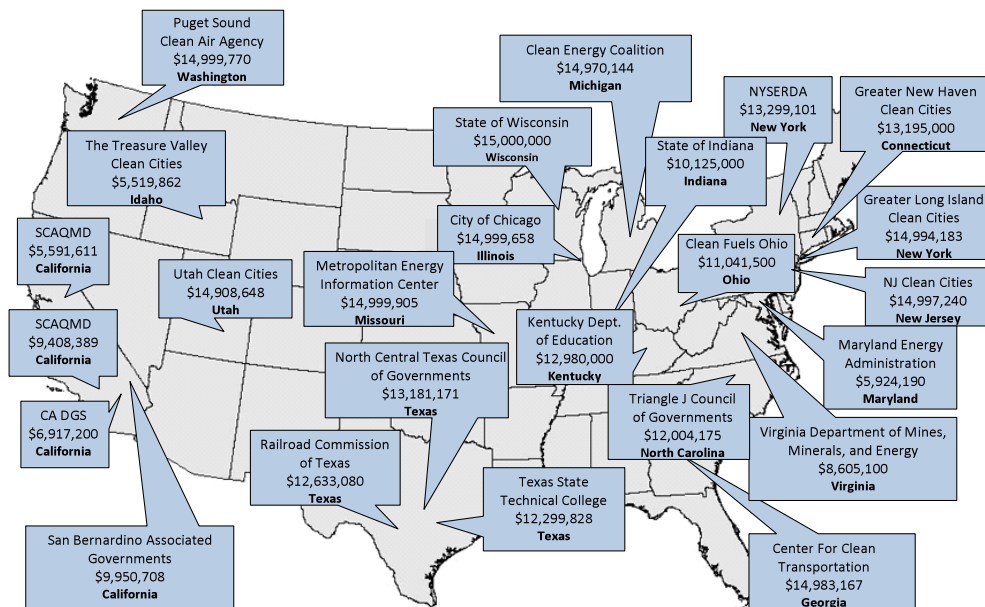 Puget Sound
Clean Air Agency
$14,999,770
Washington
Clean Energy Coalition
$14,970,144
Michigan
NYSERDA
$13,299,101
New York
Greater New Haven
Clean Cities
$13,195,000
Connecticut
State of Wisconsin
$15,000,000
Wisconsin
State of Indiana
$10,125,000
Indiana
The Treasure Valley
Clean Cities
$5,519,862
Idaho
Greater Long Island
Clean Cities
$14,994,183
New York
City of Chicago
$14,999,658
Illinois
SCAQMD
$5,591,611
California
Clean Fuels Ohio
$11,041,500
Ohio
Utah Clean Cities
$14,908,648
Utah
Metropolitan Energy
Information Center
$14,999,905
Missouri
NJ Clean Cities
$14,997,240
New Jersey
SCAQMD
$9,408,389
California
Kentucky Dept.
of Education
$12,980,000
Kentucky
Maryland Energy
Administration
$5,924,190
Maryland
North Central Texas Council
of Governments
$13,181,171
Texas
Triangle J Council
of Governments
$12,004,175
North Carolina
CA DGS
$6,917,200
California
Virginia Department of Mines,
Minerals, and Energy
$8,605,100
Virginia
Railroad Commission
of Texas
$12,633,080
Texas
Texas State
Technical College
$12,299,828
Texas
San Bernardino Associated
Governments
$9,950,708
California
Center For Clean
Transportation
$14,983,167
Georgia